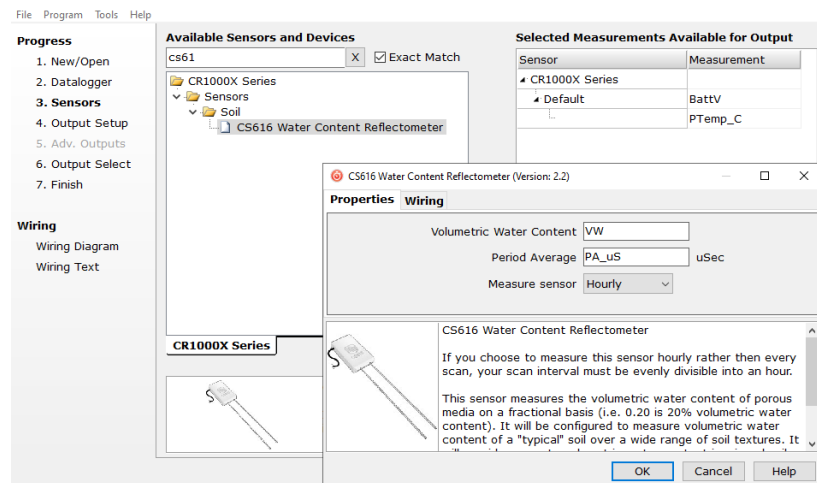 File Program Tools Help
Progress
1. New/Open
2. Datalogger
3. Sensors
4. Output Setup
5. Adv. Outputs
6. Output Select
7. Finish
Wiring
Wiring Diagram
Wiring Text
Available Sensors and Devices
cs61 X Exact Match
CR1000X Series
Sensors
Soil
CS616 Water Content Reflectometer
CR1000X Series
Selected Measurements Available for Output
Sensor Measurement
CR1000X Series
Default BattV
PTemp_C
CS616 Water Content Reflectometer (Version: 2.2)
Properties Wiring
Volumetric Water Content VW
Period Average PA_uS uSec
Measure sensor Hourly
CS616 Water Content Reflectometer
If you choose to measure this sensor hourly rather then every
scan, your scan interval must be evenly divisible into an hour.
This sensor measures the volumetric water content of porous
media on a fractional basis (i.e. 0.20 is 20% volumetric water
content). It will be configured to measure volumetric water
content of a "typical" soil over a wide range of soil textures. It
OK Cancel Help